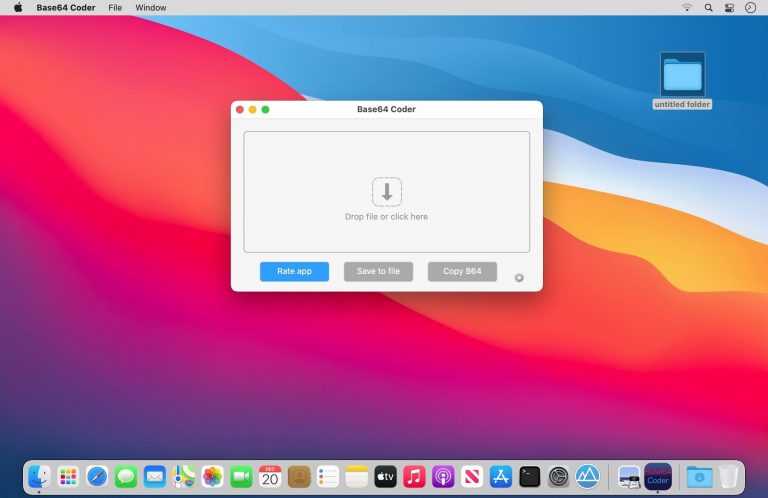 Base64 Coder File Window
untitled folder
Base64 Coder
Drop file or click here
Rate app Save to file Copy B64
DEC
20
tv
Base64
Coder